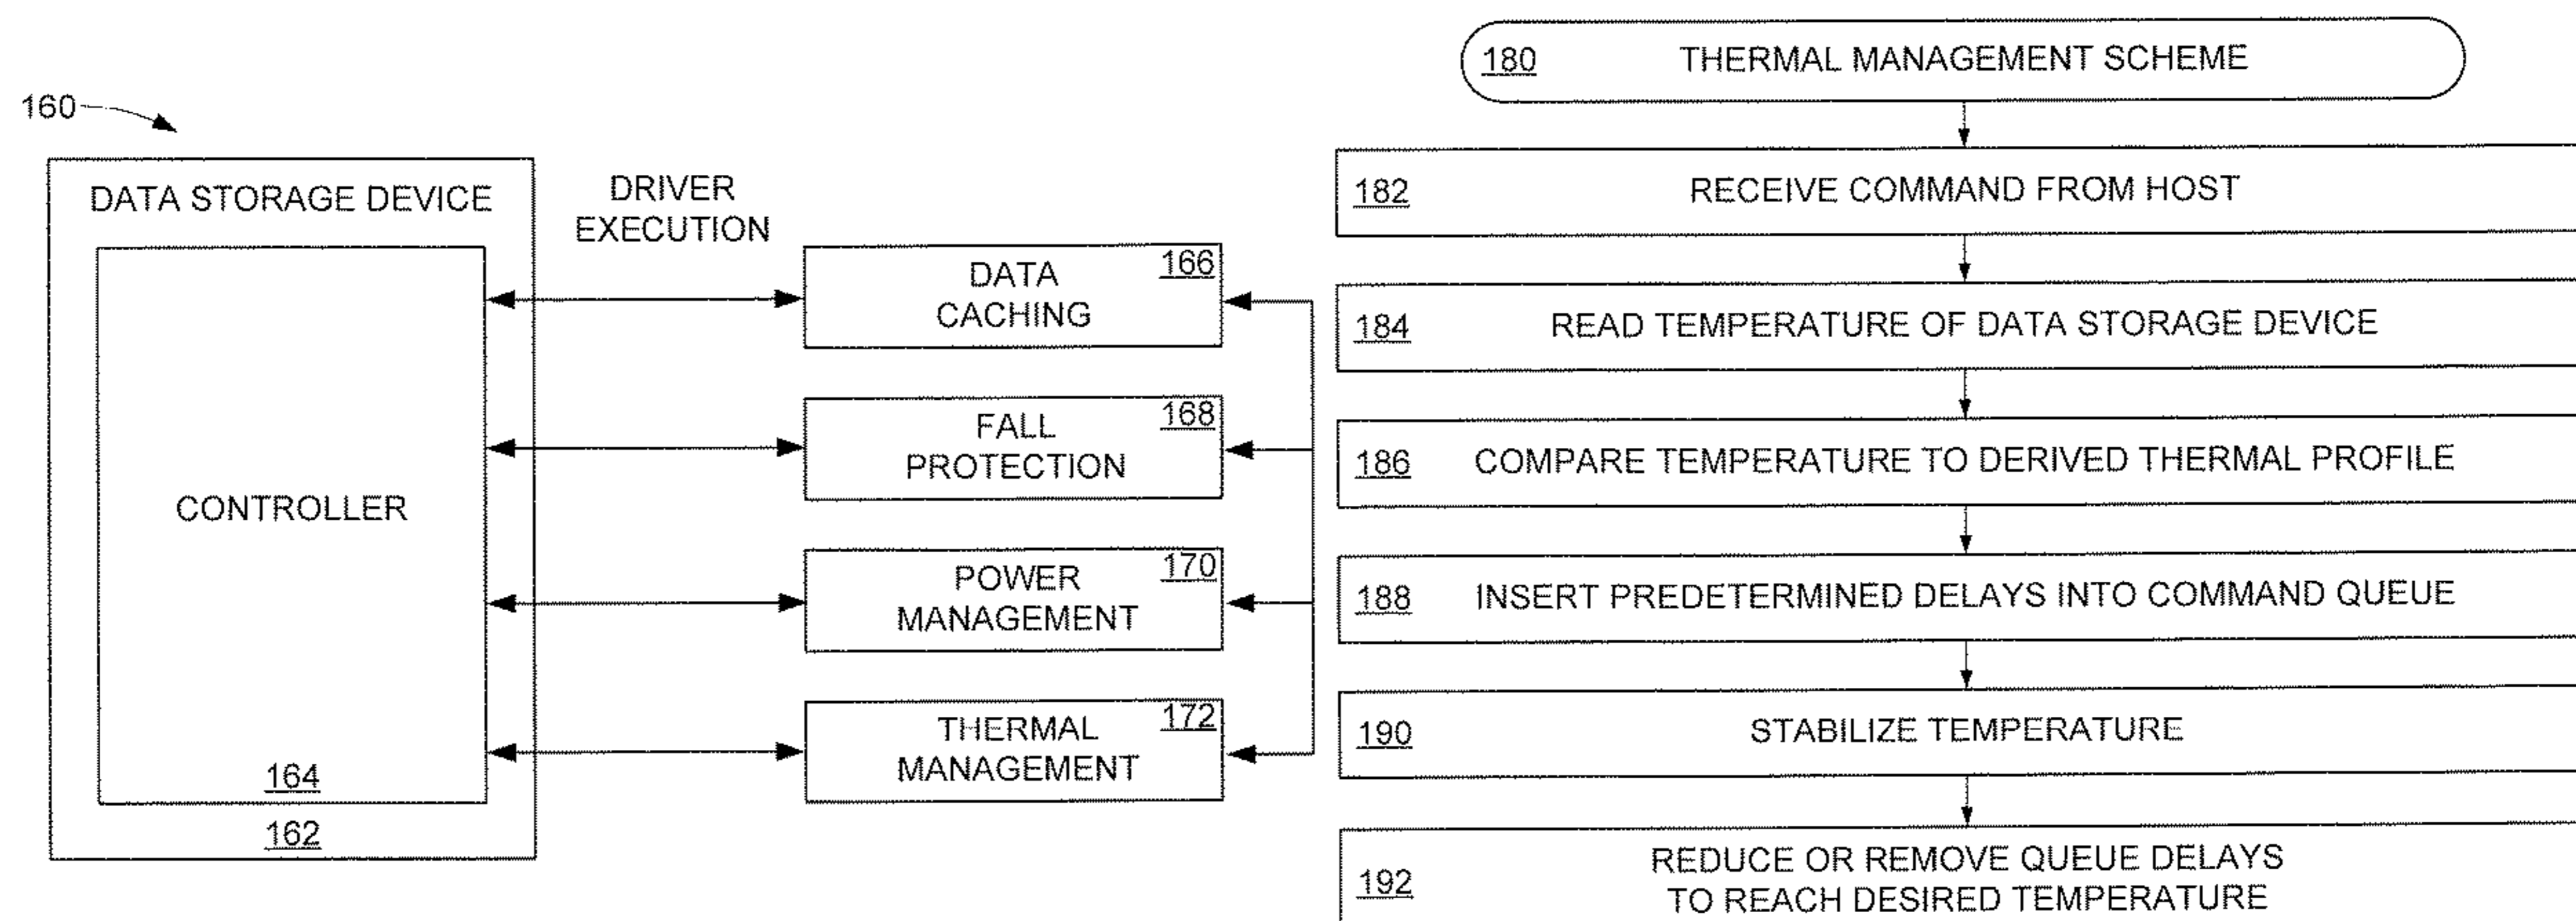 160
DATA STORAGE DEVICE
CONTROLLER
164
162
DRIVER
EXECUTION
166
DATA
CACHING
168
FALL
PROTECTION
170
POWER
MANAGEMENT
172
THERMAL
MANAGEMENT
180 THERMAL MANAGEMENT SCHEME
182 RECEIVE COMMAND FROM HOST
184 READ TEMPERATURE OF DATA STORAGE DEVICE
186 COMPARE TEMPERATURE TO DERIVED THERMAL PROFILE
188 INSERT PREDETERMINED DELAYS INTO COMMAND QUEUE
190 STABILIZE TEMPERATURE
192 REDUCE OR REMOVE QUEUE DELAYS
TO REACH DESIRED TEMPERATURE